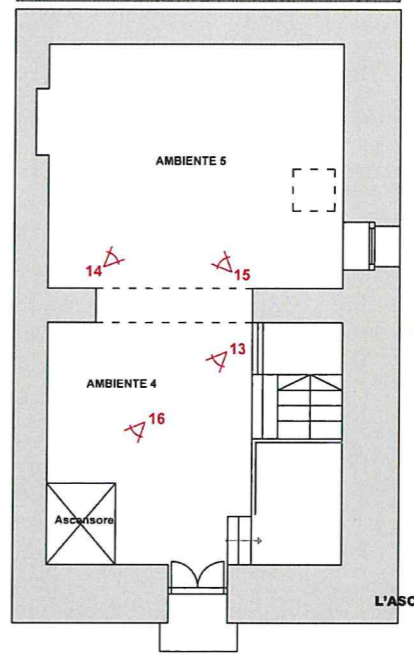 AMBIENTE 5
14
15
13
AMBIENTE 4
16
Ascensore
L'ASC